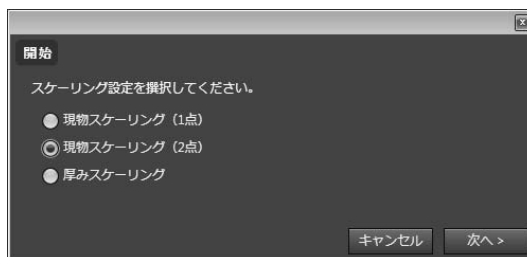 開始
スケーリング設定を選択してください。
現物スケーリング（1点）
現物スケーリング（2点）
厚みスケーリング
キャンセル
次へ >